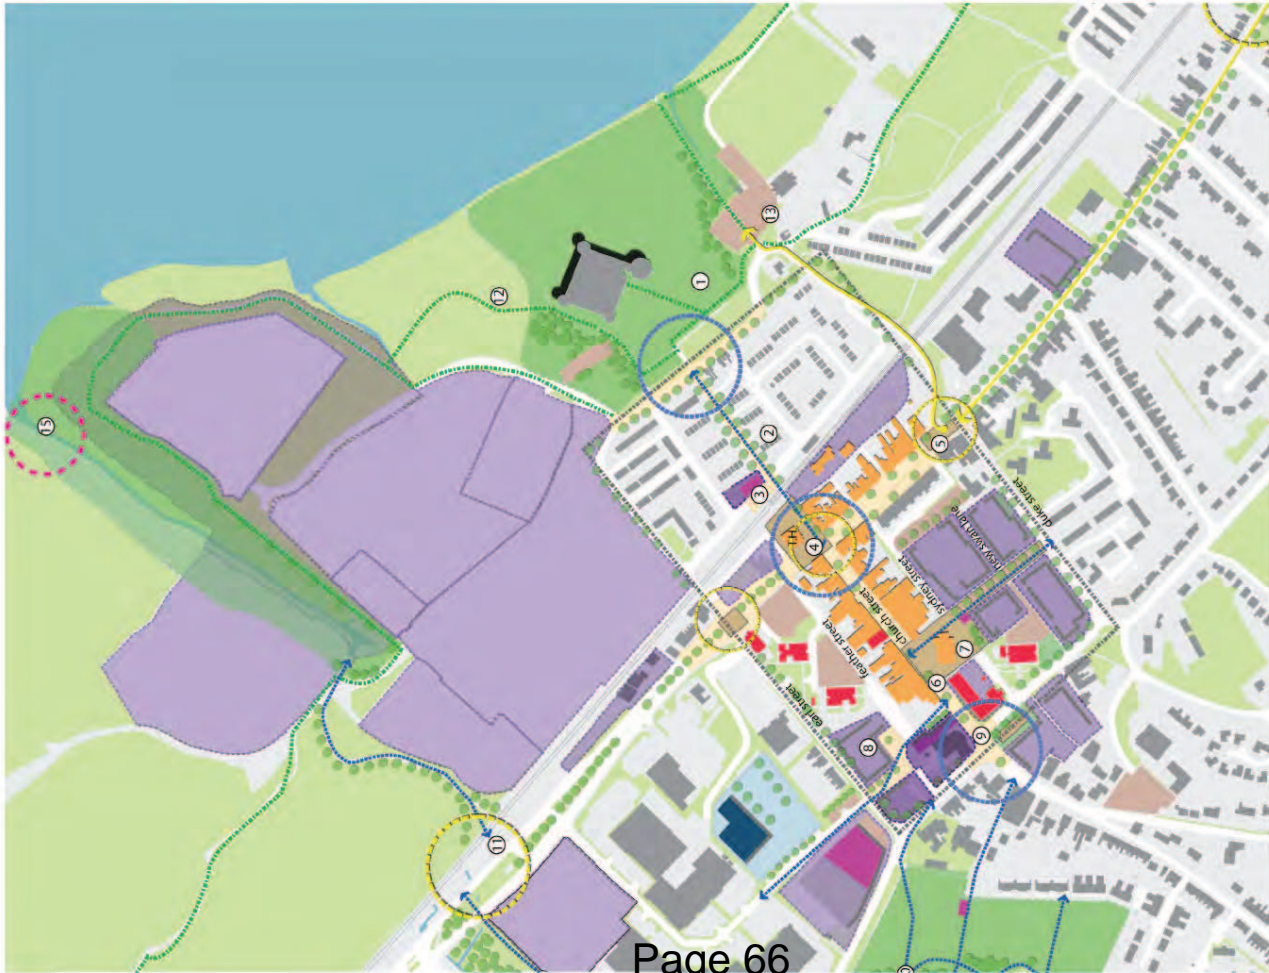 15
12
1
13
2
3
T.H.
4
5
duke street
new swan lane
sydney street
church street
feather street
7
6
earl street
8
9
11
Page 66